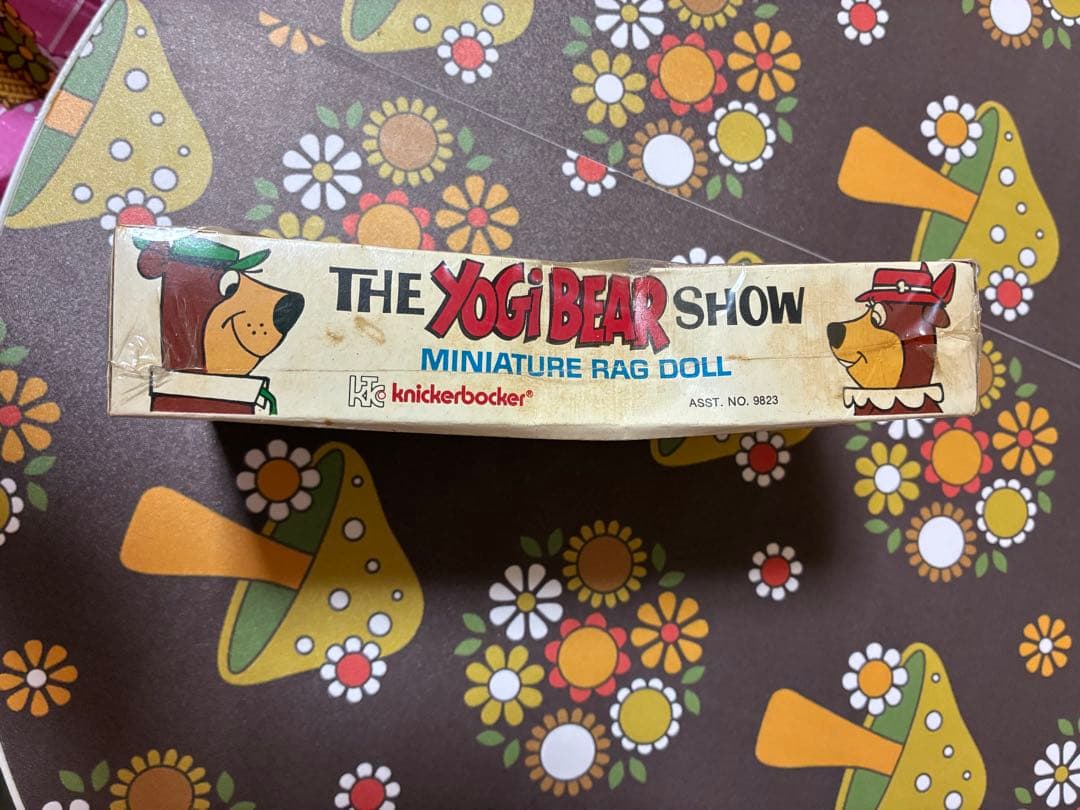 THE YOGi BEAR SHOW
MINIATURE RAG DOLL
KTC knickerbocker®
ASST. NO. 9823